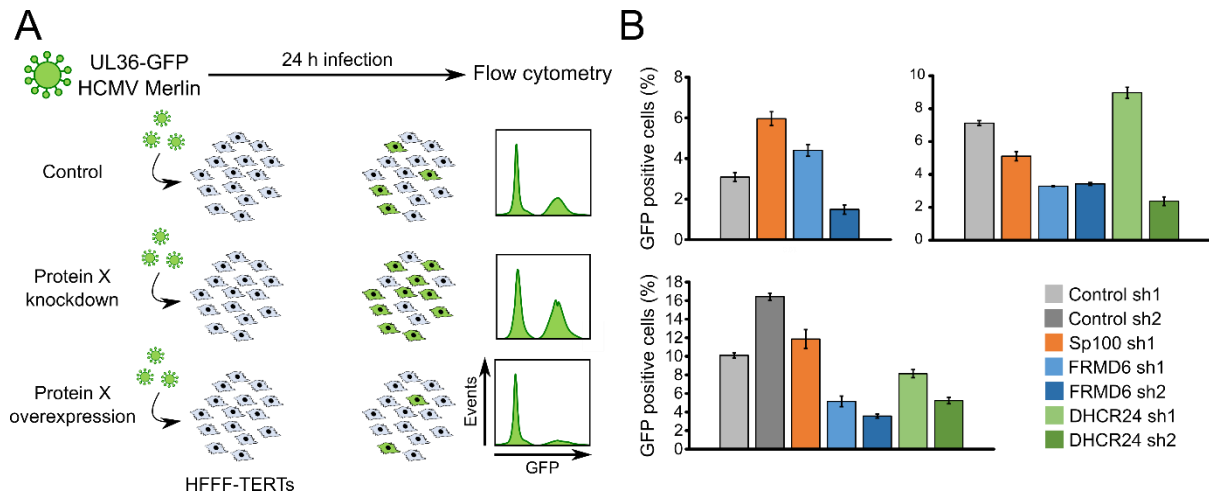 A
UL36-GFP
HCMV Merlin
24 h infection
Flow cytometry
Control
Protein X
knockdown
Protein X
overexpression
HFFF-TERTs
Events
GFP
B
GFP positive cells (%)
8
6
4
2
0
10
8
6
4
2
0
GFP positive cells (%)
18
16
14
12
10
8
6
4
2
0
Control sh1
Control sh2
Sp100 sh1
FRMD6 sh1
FRMD6 sh2
DHCR24 sh1
DHCR24 sh2